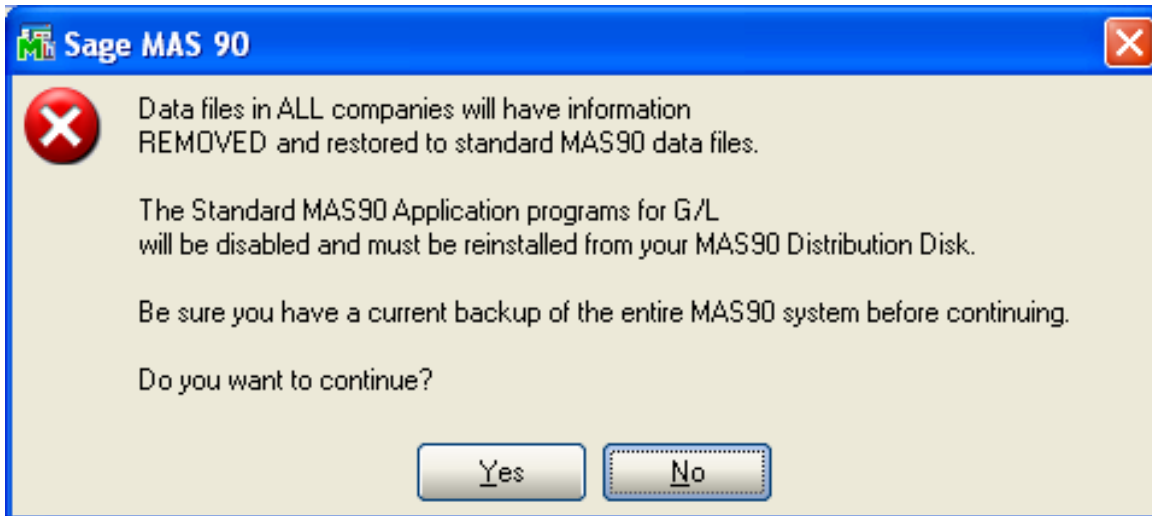 Sage MAS 90
Data files in ALL companies will have information
REMOVED and restored to standard MAS90 data files.
The Standard MAS90 Application programs for G/L
will be disabled and must be reinstalled from your MAS90 Distribution Disk.
Be sure you have a current backup of the entire MAS90 system before continuing.
Do you want to continue?
Yes
No